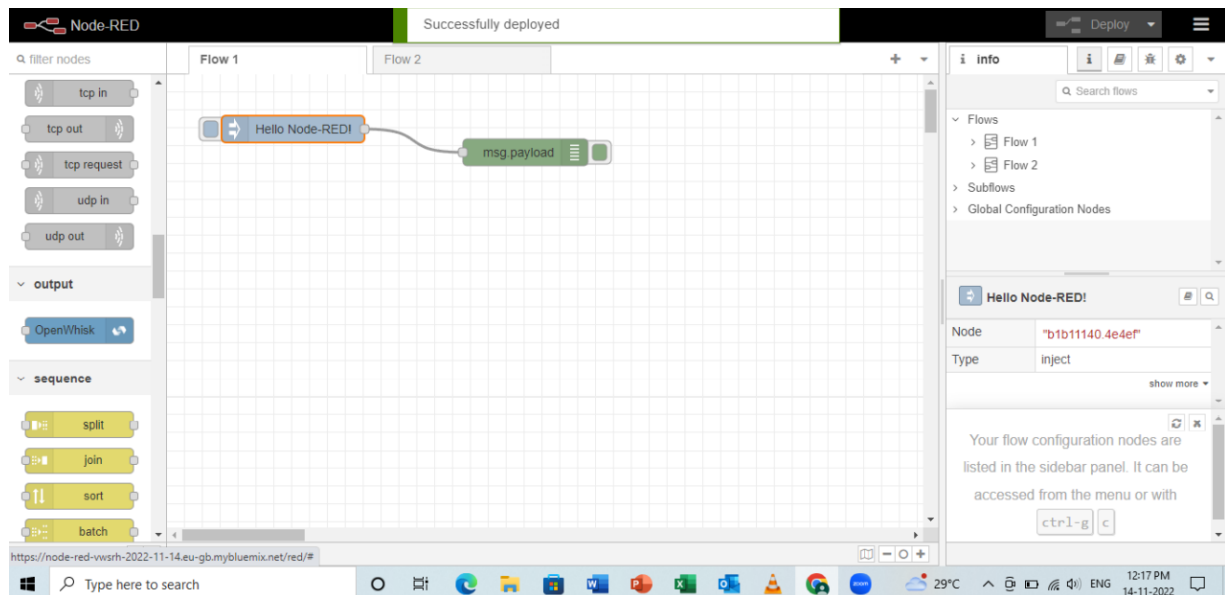 Node-RED
Successfully deployed
Deploy
filter nodes
Flow 1
Flow 2
i info
i
Search flows
tcp in
tcp out
tcp request
udp in
udp out
output
OpenWhisk
sequence
split
join
sort
batch
Hello Node-RED!
msg.payload
Flows
Flow 1
Flow 2
Subflows
Global Configuration Nodes
Hello Node-RED!
Node "b1b11140.4e4ef"
Type inject
show more
Your flow configuration nodes are
listed in the sidebar panel. It can be
accessed from the menu or with
ctrl-g c
https://node-red-vwsrh-2022-11-14.eu-gb.mybluemix.net/red/#
Type here to search
zoom
29°C
ENG
12:17 PM
14-11-2022